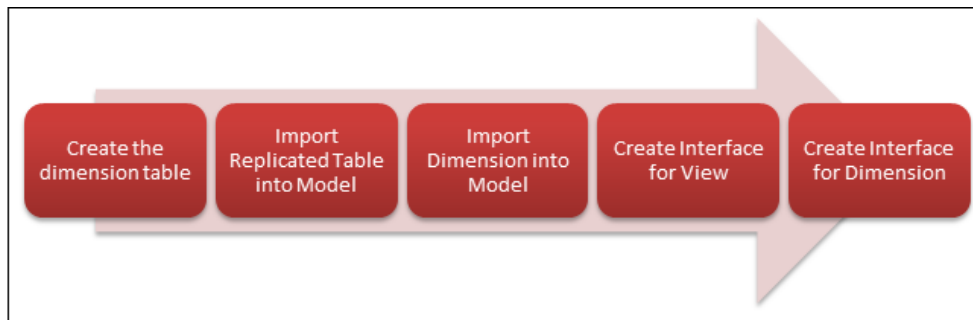 Create the
dimension table
Import
Replicated Table
into Model
Import
Dimension into
Model
Create Interface
for View
Create Interface
for Dimension